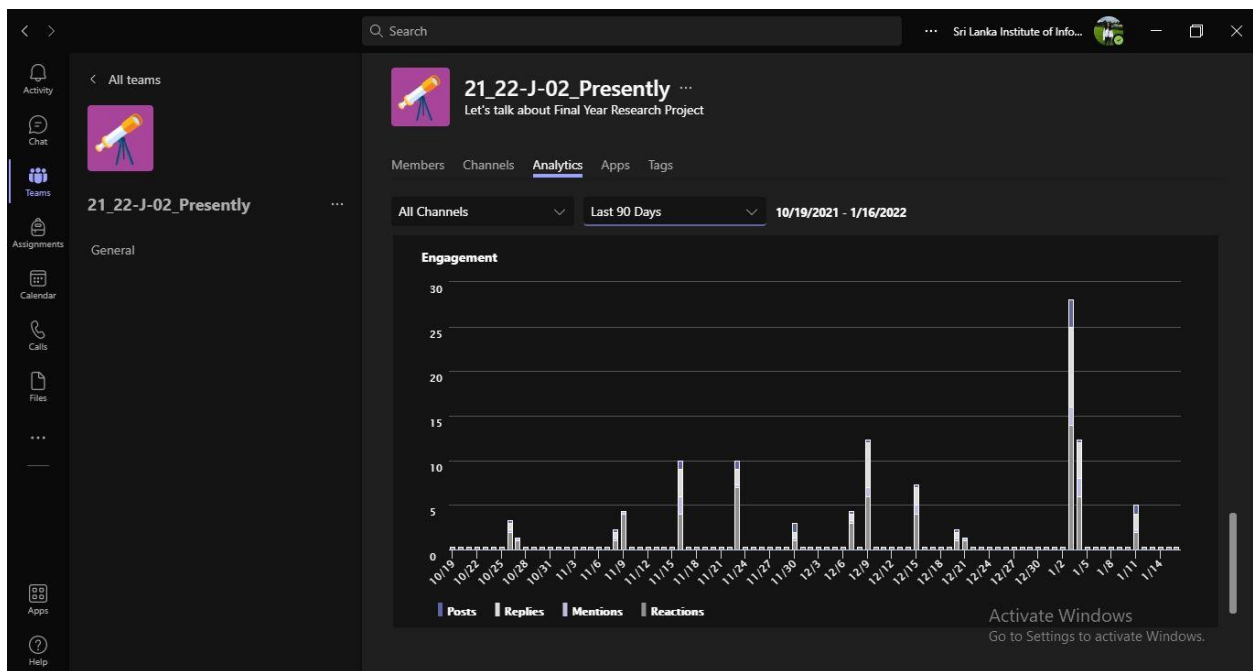 Search
... Sri Lanka Institute of Info...
Activity
Chat
Teams
Assignments
Calendar
Calls
Files
Apps
Help
All teams
21_22-J-02_Presently ...
General
21_22-J-02_Presently ...
Let's talk about Final Year Research Project
Members Channels Analytics Apps Tags
All Channels Last 90 Days 10/19/2021 - 1/16/2022
Engagement
30
25
20
15
10
5
0
10/19 10/22 10/25 10/28 10/31 11/3 11/6 11/9 11/12 11/15 11/18 11/21 11/24 11/27 11/30 12/3 12/6 12/9 12/12 12/15 12/18 12/21 12/24 12/27 12/30 1/2 1/5 1/8 1/11 1/14
Posts Replies Mentions Reactions
Activate Windows
Go to Settings to activate Windows.